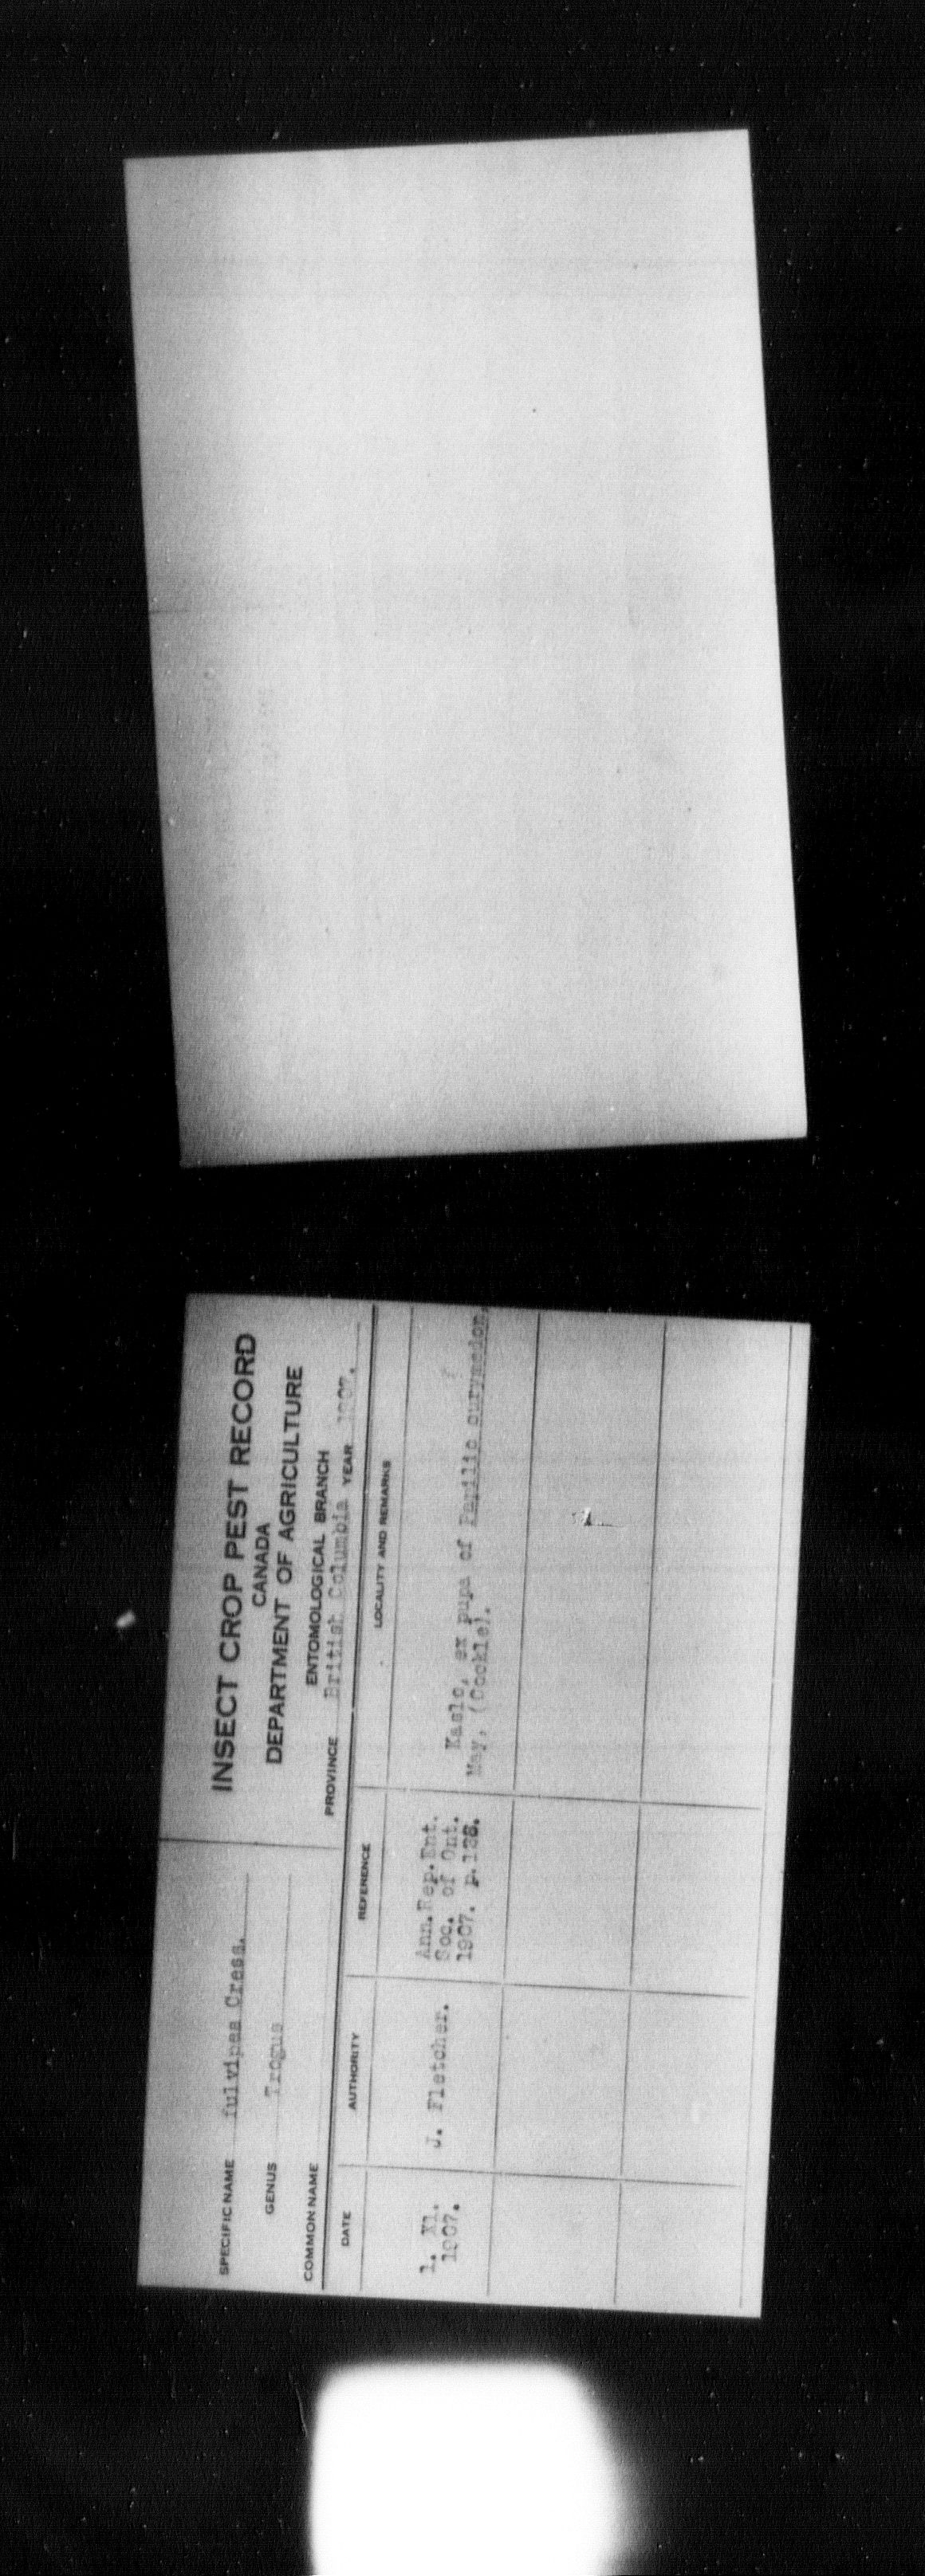 SPECIFIC NAME fulvipes Cress.
GENUS Trogus
COMMON NAME
INSECT CROP PEST RECORD
CANADA
DEPARTMENT OF AGRICULTURE
ENTOMOLOGICAL BRANCH
PROVINCE British Columbia YEAR 1907.
DATE AUTHORITY REFERENCE LOCALITY AND REMARKS
1. XI.
1907.
J. Fletcher.
Ann.Rep.Ent.
Soc. of Ont.
1907. p.128.
Kaslo, ex pupa of Papilio eurymedon,
May, (Cockle).